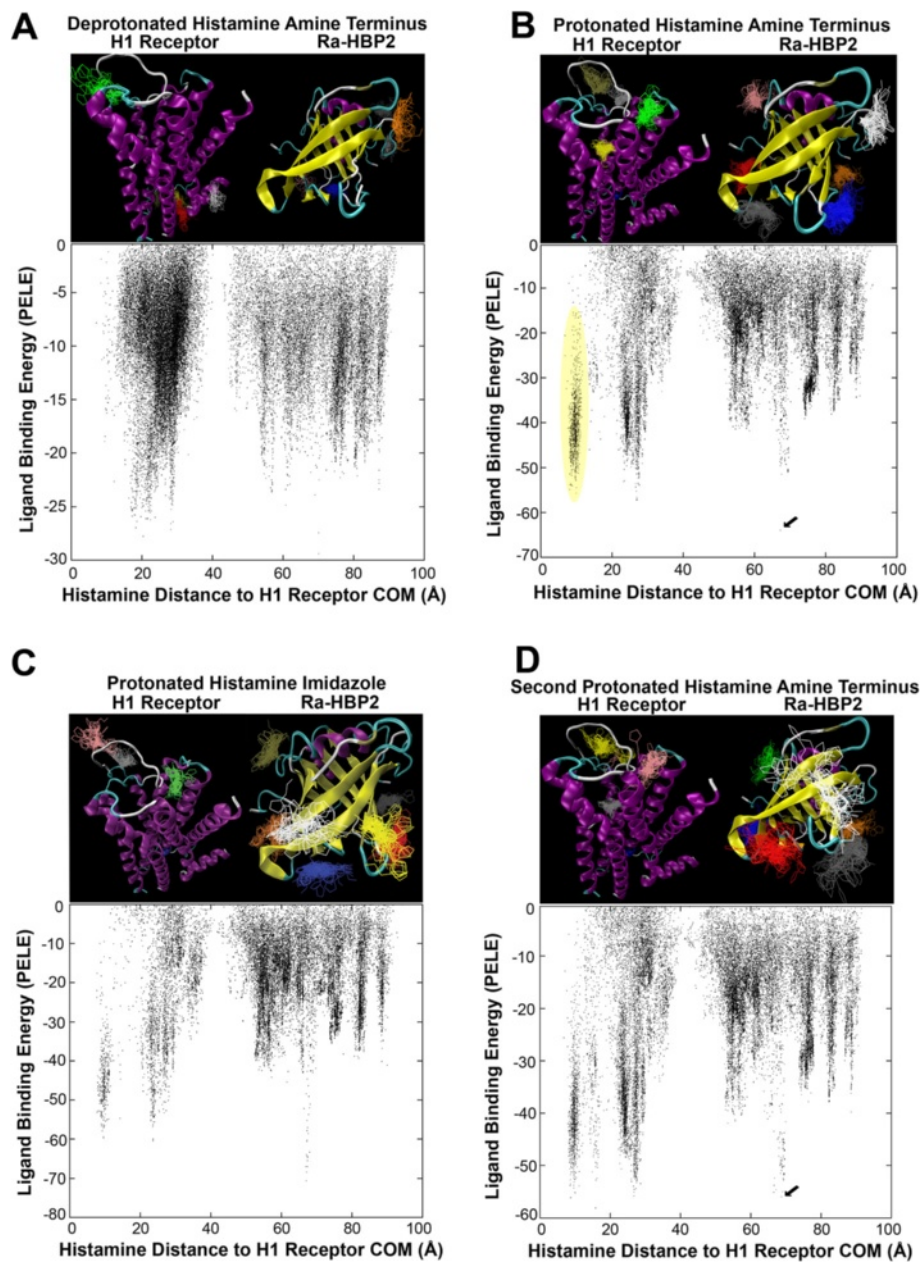 A
Deprotonated Histamine Amine Terminus
H1 Receptor Ra-HBP2
Ligand Binding Energy (PELE)
0
-5
-10
-15
-20
-25
-30
0 20 40 60 80 100
Histamine Distance to H1 Receptor COM (Å)
B
Protonated Histamine Amine Terminus
H1 Receptor Ra-HBP2
Ligand Binding Energy (PELE)
0
-10
-20
-30
-40
-50
-60
-70
0 20 40 60 80 100
Histamine Distance to H1 Receptor COM (Å)
C
Protonated Histamine Imidazole
H1 Receptor Ra-HBP2
Ligand Binding Energy (PELE)
0
-10
-20
-30
-40
-50
-60
-70
-80
0 20 40 60 80 100
Histamine Distance to H1 Receptor COM (Å)
D
Second Protonated Histamine Amine Terminus
H1 Receptor Ra-HBP2
Ligand Binding Energy (PELE)
0
-10
-20
-30
-40
-50
-60
0 20 40 60 80 100
Histamine Distance to H1 Receptor COM (Å)